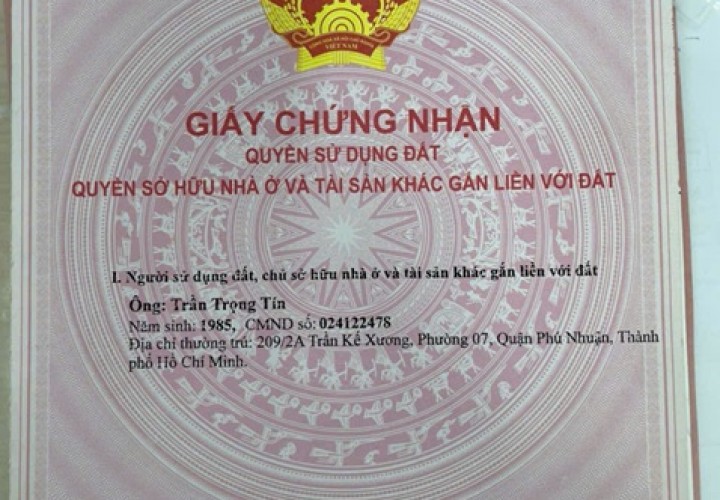 VIỆT NAM
GIẤY CHỨNG NHẬN
QUYỀN SỬ DỤNG ĐẤT
QUYỀN SỞ HỮU NHÀ Ở VÀ TÀI SẢN KHÁC GẮN LIỀN VỚI ĐẤT
I. Người sử dụng đất, chủ sở hữu nhà ở và tài sản khác gắn liền với đất
Ông: Trần Trọng Tín
Năm sinh: 1985, CMND số: 024122478
Địa chỉ thường trú: 209/2A Trần Kế Xương, Phường 07, Quận Phú Nhuận, Thành
phố Hồ Chí Minh.